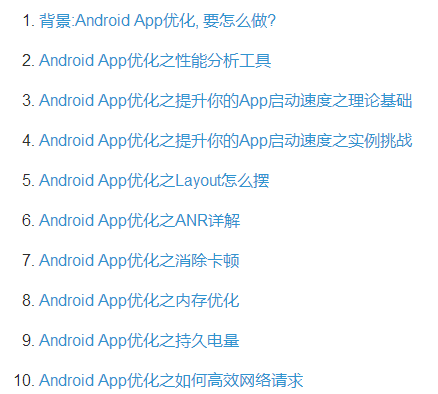 1. 背景:Android App优化, 要怎么做?
2. Android App优化之性能分析工具
3. Android App优化之提升你的App启动速度之理论基础
4. Android App优化之提升你的App启动速度之实例挑战
5. Android App优化之Layout怎么摆
6. Android App优化之ANR详解
7. Android App优化之消除卡顿
8. Android App优化之内存优化
9. Android App优化之持久电量
10. Android App优化之如何高效网络请求